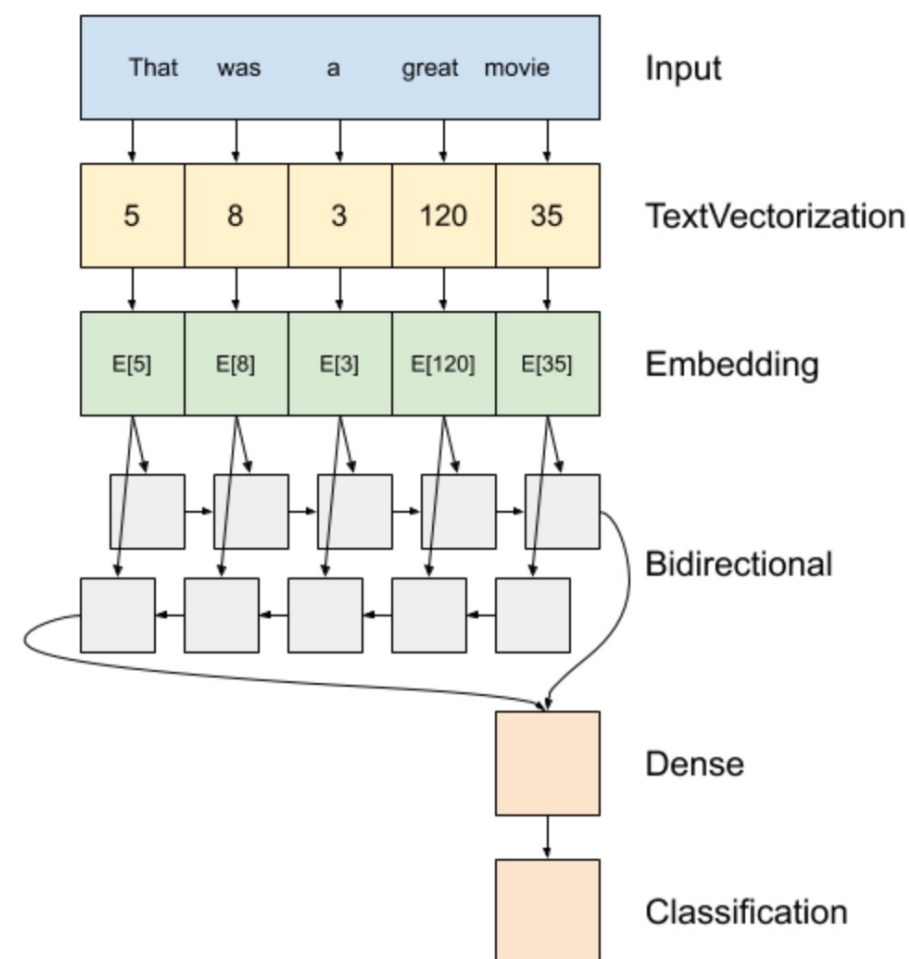 That was a great movie Input
5 8 3 120 35 TextVectorization
E[5] E[8] E[3] E[120] E[35] Embedding
Bidirectional
Dense
Classification